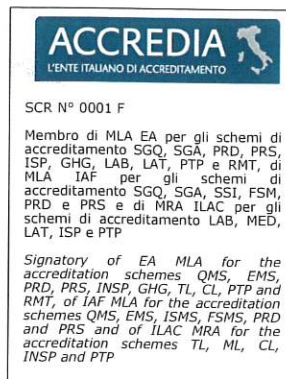 ACCREDIA
L'ENTE ITALIANO DI ACCREDITAMENTO
SCR N° 0001 F
Membro di MLA EA per gli schemi di
accreditamento SGQ, SGA, PRD, PRS,
ISP, GHG, LAB, LAT, PTP e RMT, di
MLA IAF per gli schemi di
accreditamento SGQ, SGA, SSI, FSM,
PRD e PRS e di MRA ILAC per gli
schemi di accreditamento LAB, MED,
LAT, ISP e PTP
Signatory of EA MLA for the
accreditation schemes QMS, EMS,
PRD, PRS, INSP, GHG, TL, CL, PTP and
RMT, of IAF MLA for the accreditation
schemes QMS, EMS, ISMS, FSMS, PRD
and PRS and of ILAC MRA for the
accreditation schemes TL, ML, CL,
INSP and PTP